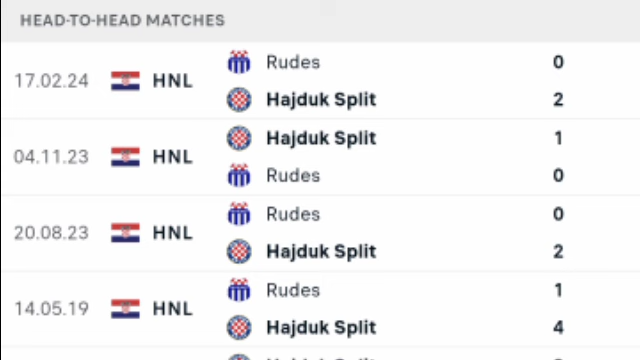 HEAD-TO-HEAD MATCHES
17.02.24 HNL Rudes 0
Hajduk Split 2
04.11.23 HNL Hajduk Split 1
Rudes 0
20.08.23 HNL Rudes 0
Hajduk Split 2
14.05.19 HNL Rudes 1
Hajduk Split 4